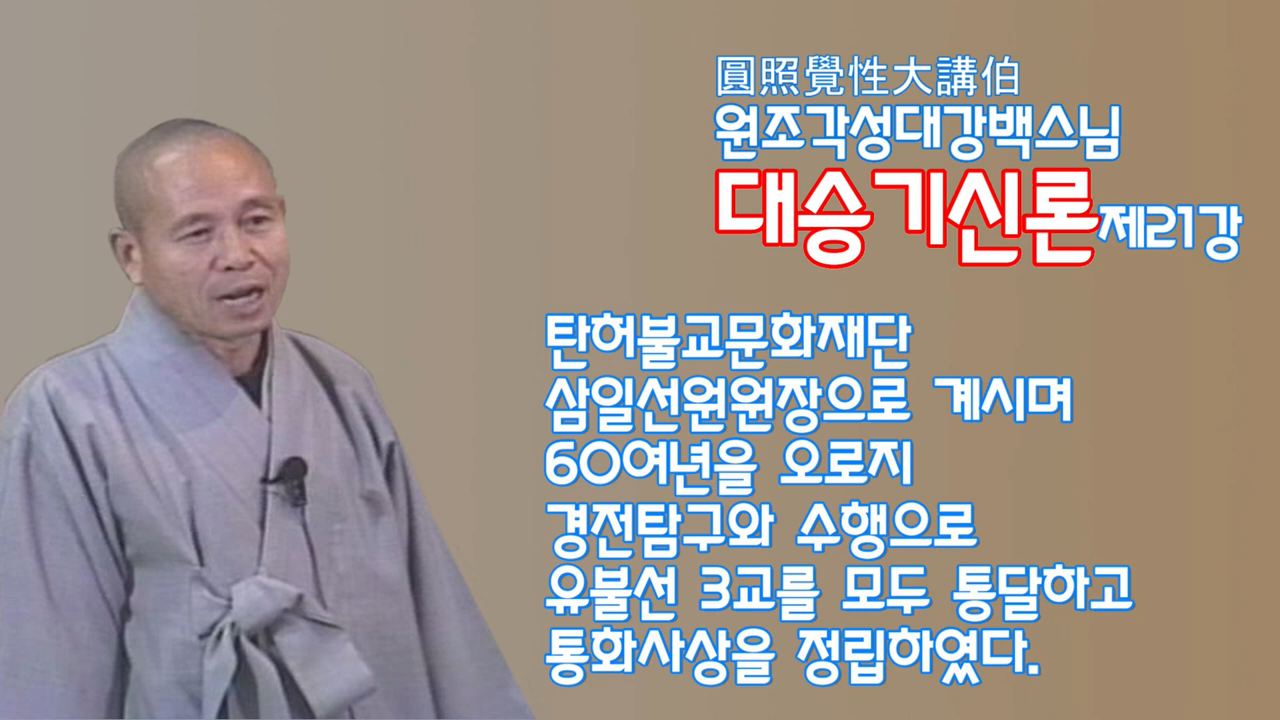 圓照覺性大講伯
원조각성대강백스님
대승기신론제21강
탄허불교문화재단
삼일선원원장으로 계시며
60여년을 오로지
경전탐구와 수행으로
유불선 3교를 모두 통달하고
통화사상을 정립하였다.